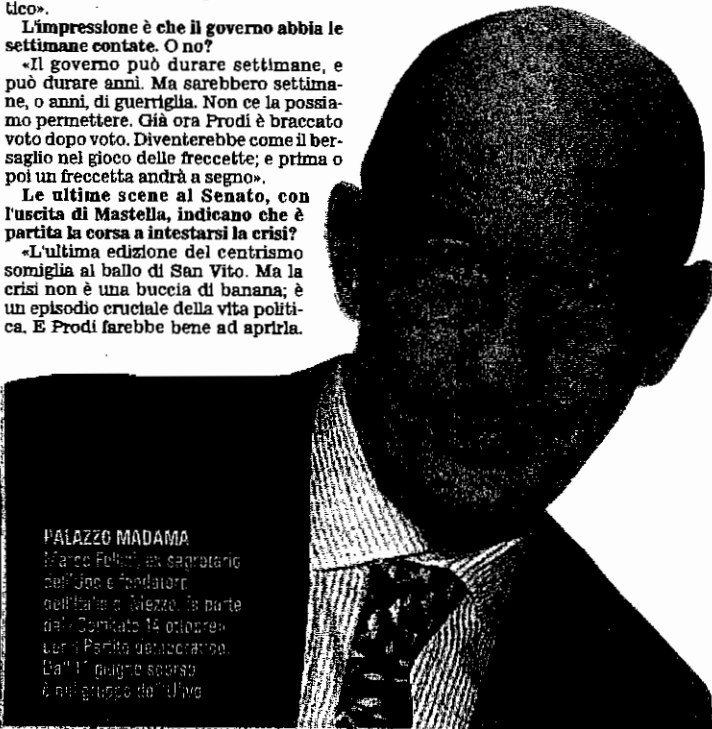 tico».
L'impressione è che il governo abbia le
settimane contate. O no?
«Il governo può durare settimane, e
può durare anni. Ma sarebbero settima-
ne, o anni, di guerriglia. Non ce la possia-
mo permettere. Già ora Prodi è braccato
voto dopo voto. Diventerebbe come il ber-
saglio nel gioco delle freccette; e prima o
poi un freccetta andrà a segno».
Le ultime scene al Senato, con
l'uscita di Mastella, indicano che è
partita la corsa a intestarsi la crisi?
«L'ultima edizione del centrismo
somiglia al ballo di San Vito. Ma la
crisi non è una buccia di banana; è
un episodio cruciale della vita politi-
ca. E Prodi farebbe bene ad aprirla.
PALAZZO MADAMA
Marco Follini, ex segretario
dell'Udc e fondatore
dell'Italia di Mezzo, fa parte
del «Comitato 14 ottobre»
per il Partito democratico.
Dall' giugno scorso
è nel gruppo dell'Ulivo